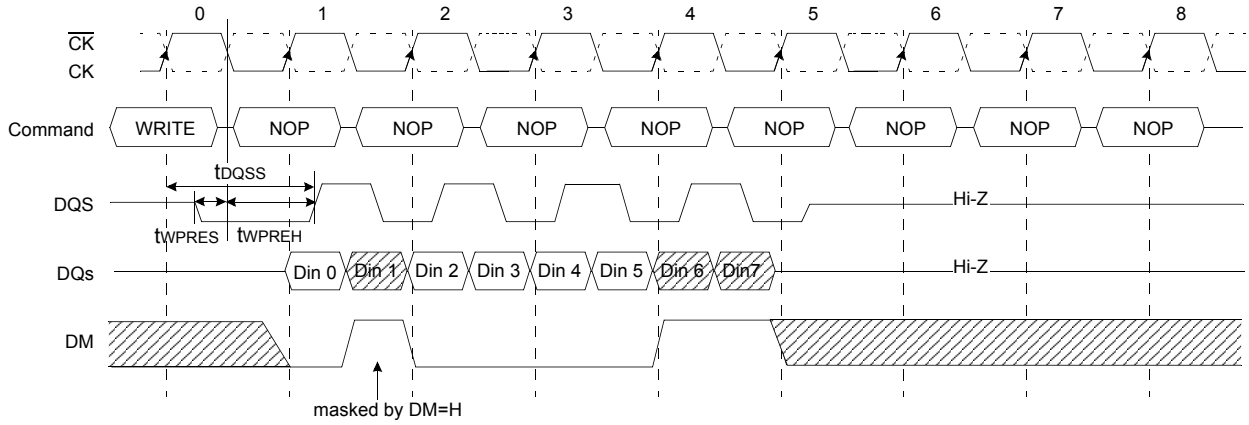 0 1 2 3 4 5 6 7 8
CK
CK
Command WRITE NOP NOP NOP NOP NOP NOP NOP NOP
tDQSS
DQS Hi-Z
tWPRES tWPREH
DQs Din 0 Din 1 Din 2 Din 3 Din 4 Din 5 Din 6 Din7 Hi-Z
DM
masked by DM=H